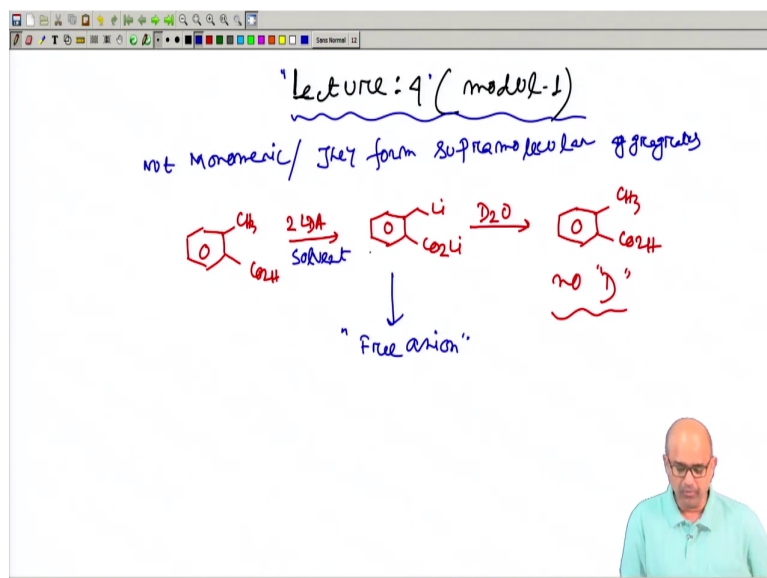 Sans Normal 12
"Lecture: 4" ( modul-1)
Not Monomeric/ They form supramolecular aggregates
CH3 2 LDA Li D2O CH3
CO2H Solvent CO2Li CO2H
no "D"
"Free anion"